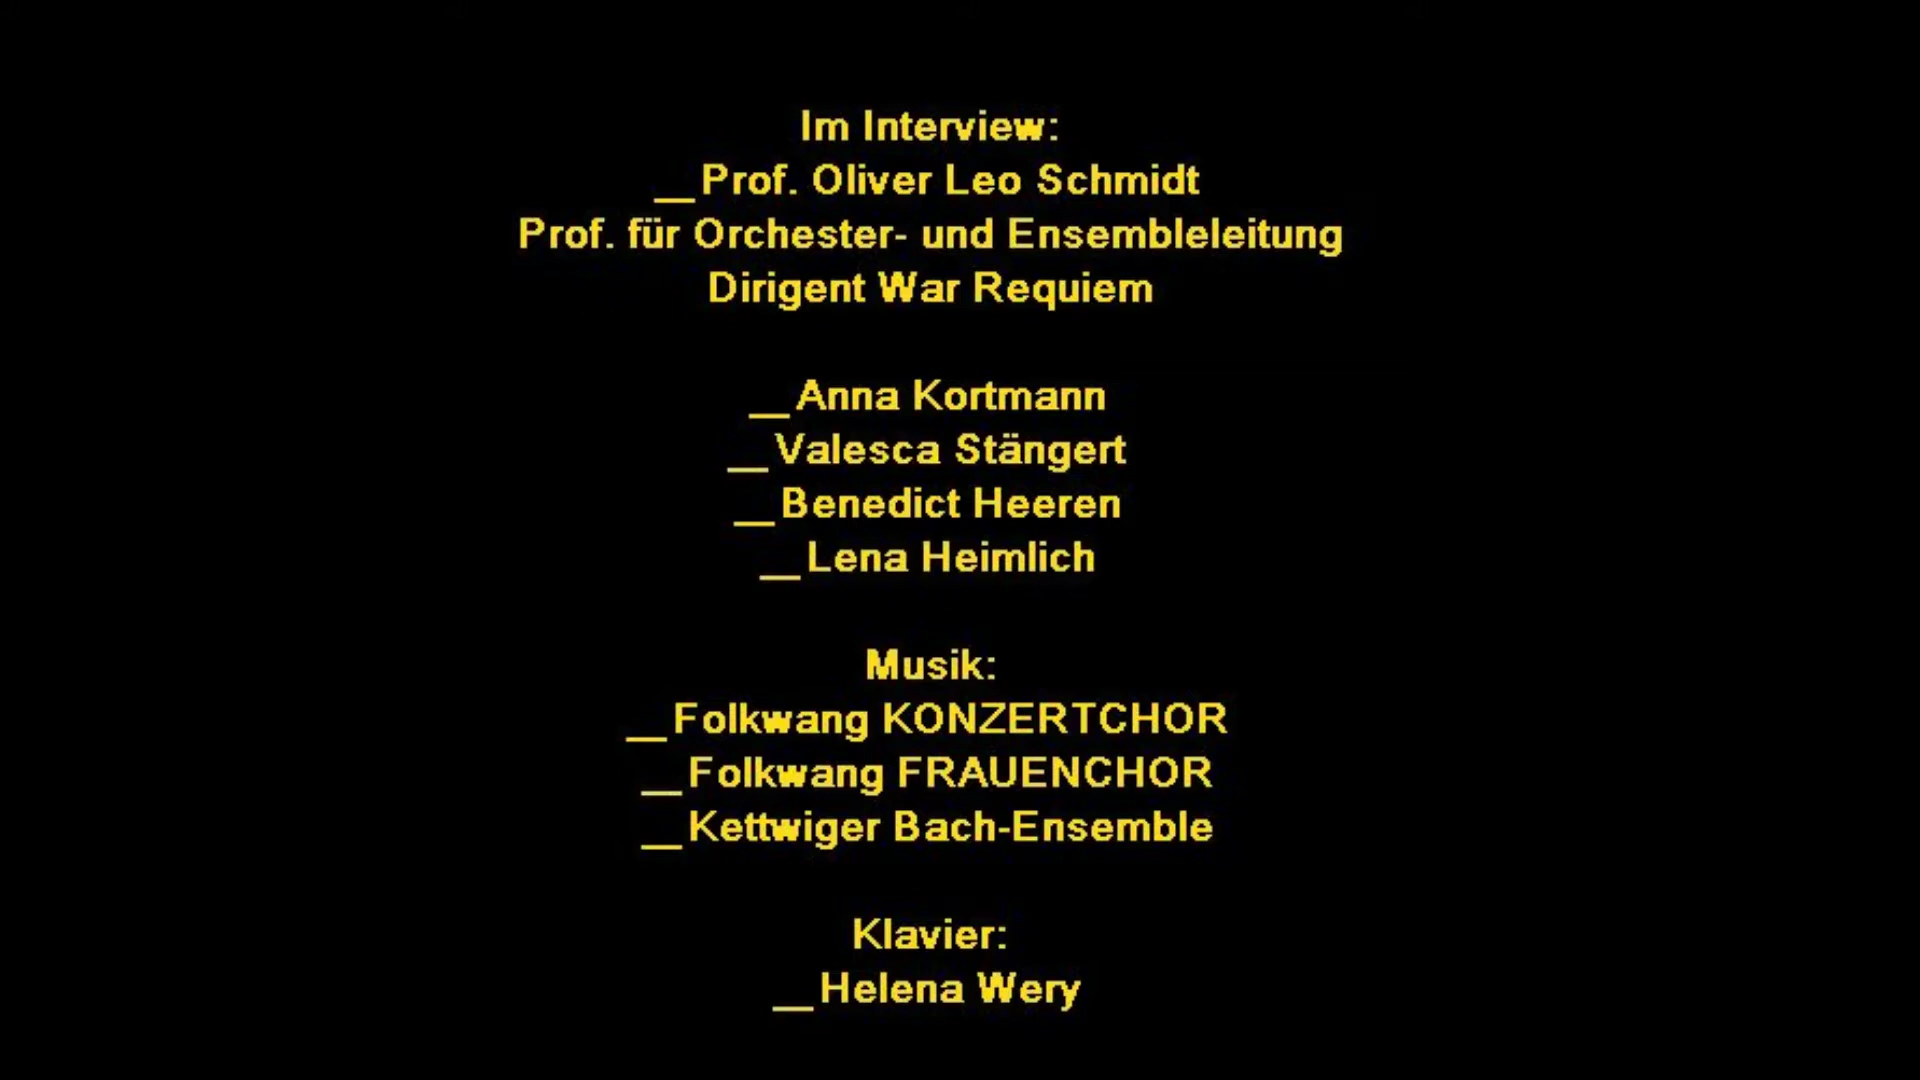 Im Interview:
__Prof. Oliver Leo Schmidt
Prof. für Orchester- und Ensembleleitung
Dirigent War Requiem
__Anna Kortmann
__Valesca Stängert
__Benedict Heeren
__Lena Heimlich
Musik:
__Folkwang KONZERTCHOR
__Folkwang FRAUENCHOR
__Kettwiger Bach-Ensemble
Klavier:
__Helena Wery